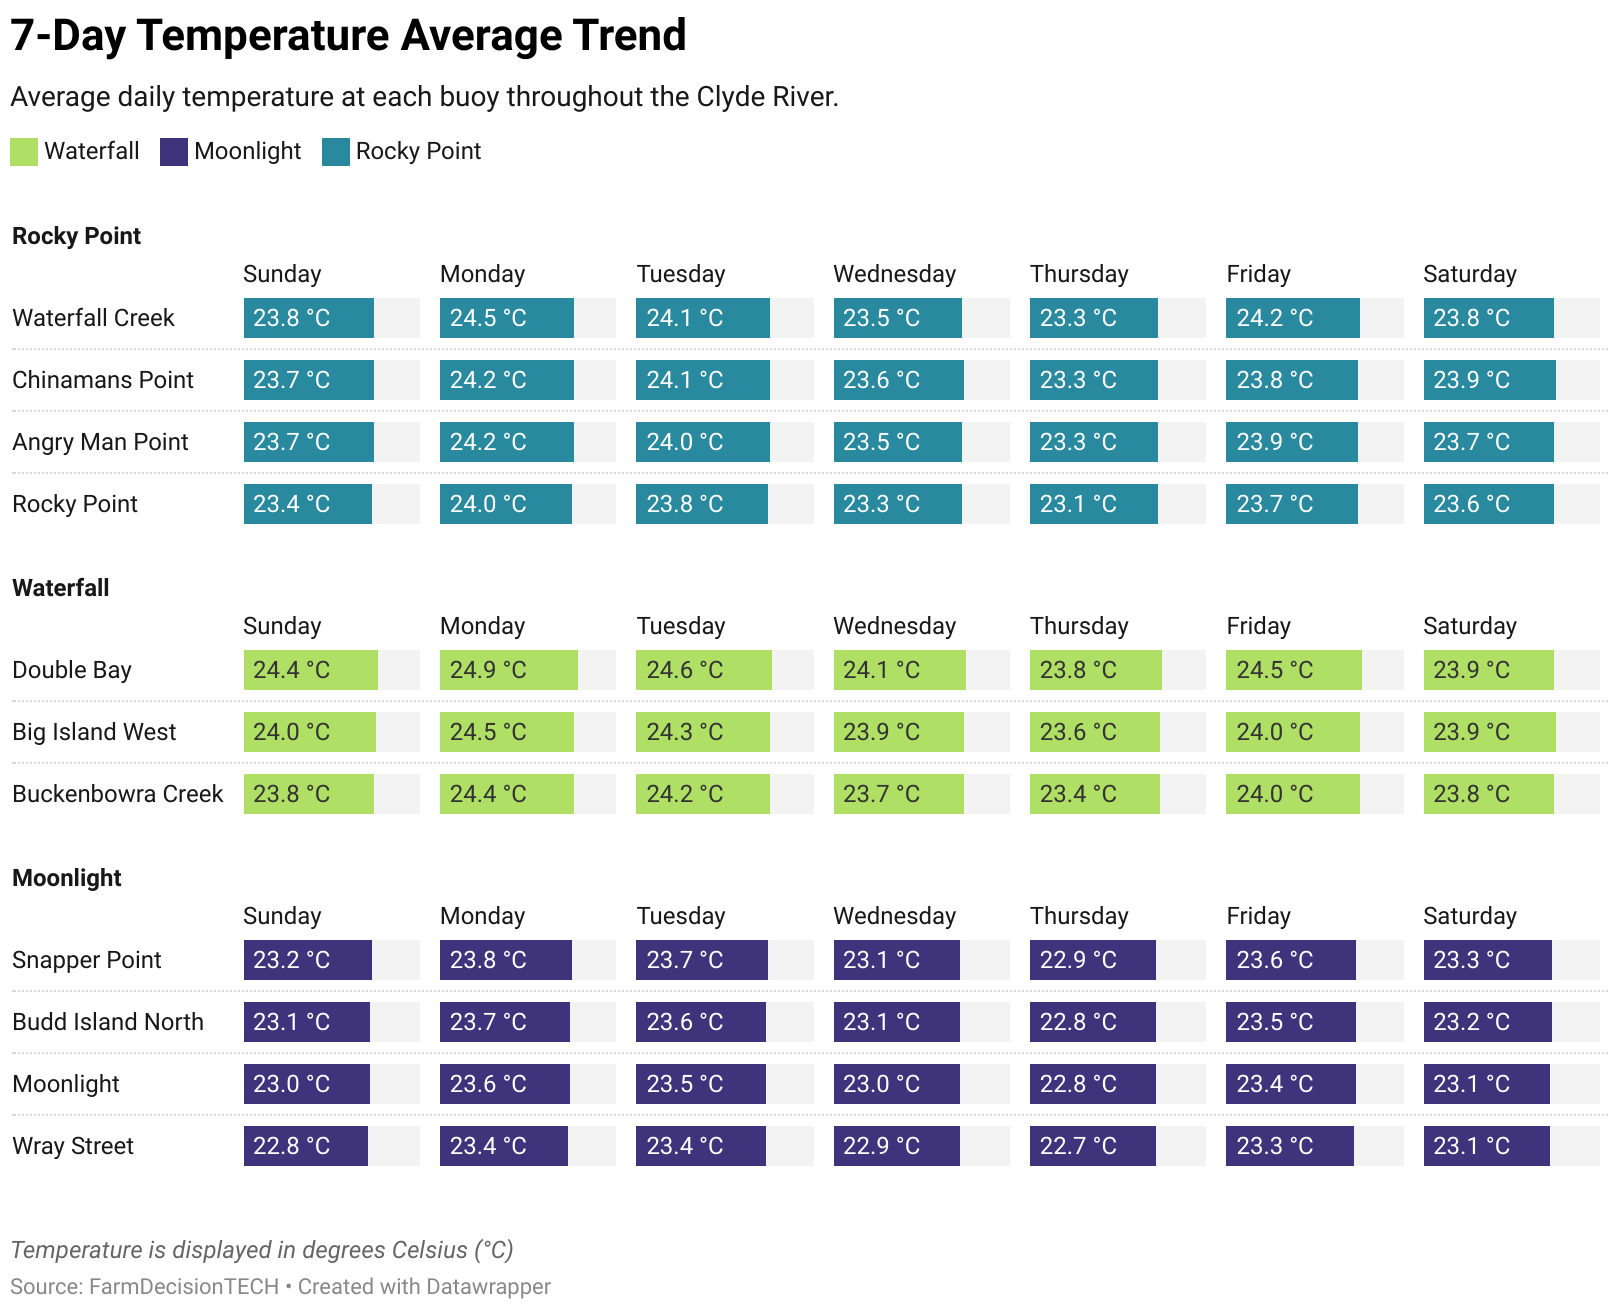 7-Day Temperature Average Trend
Average daily temperature at each buoy throughout the Clyde River.
Waterfall Moonlight Rocky Point
Rocky Point
Sunday Monday Tuesday Wednesday Thursday Friday Saturday
Waterfall Creek 23.8 °C 24.5 °C 24.1 °C 23.5 °C 23.3 °C 24.2 °C 23.8 °C
Chinamans Point 23.7 °C 24.2 °C 24.1 °C 23.6 °C 23.3 °C 23.8 °C 23.9 °C
Angry Man Point 23.7 °C 24.2 °C 24.0 °C 23.5 °C 23.3 °C 23.9 °C 23.7 °C
Rocky Point 23.4 °C 24.0 °C 23.8 °C 23.3 °C 23.1 °C 23.7 °C 23.6 °C
Waterfall
Sunday Monday Tuesday Wednesday Thursday Friday Saturday
Double Bay 24.4 °C 24.9 °C 24.6 °C 24.1 °C 23.8 °C 24.5 °C 23.9 °C
Big Island West 24.0 °C 24.5 °C 24.3 °C 23.9 °C 23.6 °C 24.0 °C 23.9 °C
Buckenbowra Creek 23.8 °C 24.4 °C 24.2 °C 23.7 °C 23.4 °C 24.0 °C 23.8 °C
Moonlight
Sunday Monday Tuesday Wednesday Thursday Friday Saturday
Snapper Point 23.2 °C 23.8 °C 23.7 °C 23.1 °C 22.9 °C 23.6 °C 23.3 °C
Budd Island North 23.1 °C 23.7 °C 23.6 °C 23.1 °C 22.8 °C 23.5 °C 23.2 °C
Moonlight 23.0 °C 23.6 °C 23.5 °C 23.0 °C 22.8 °C 23.4 °C 23.1 °C
Wray Street 22.8 °C 23.4 °C 23.4 °C 22.9 °C 22.7 °C 23.3 °C 23.1 °C
Temperature is displayed in degrees Celsius (°C)
Source: FarmDecisionTECH • Created with Datawrapper